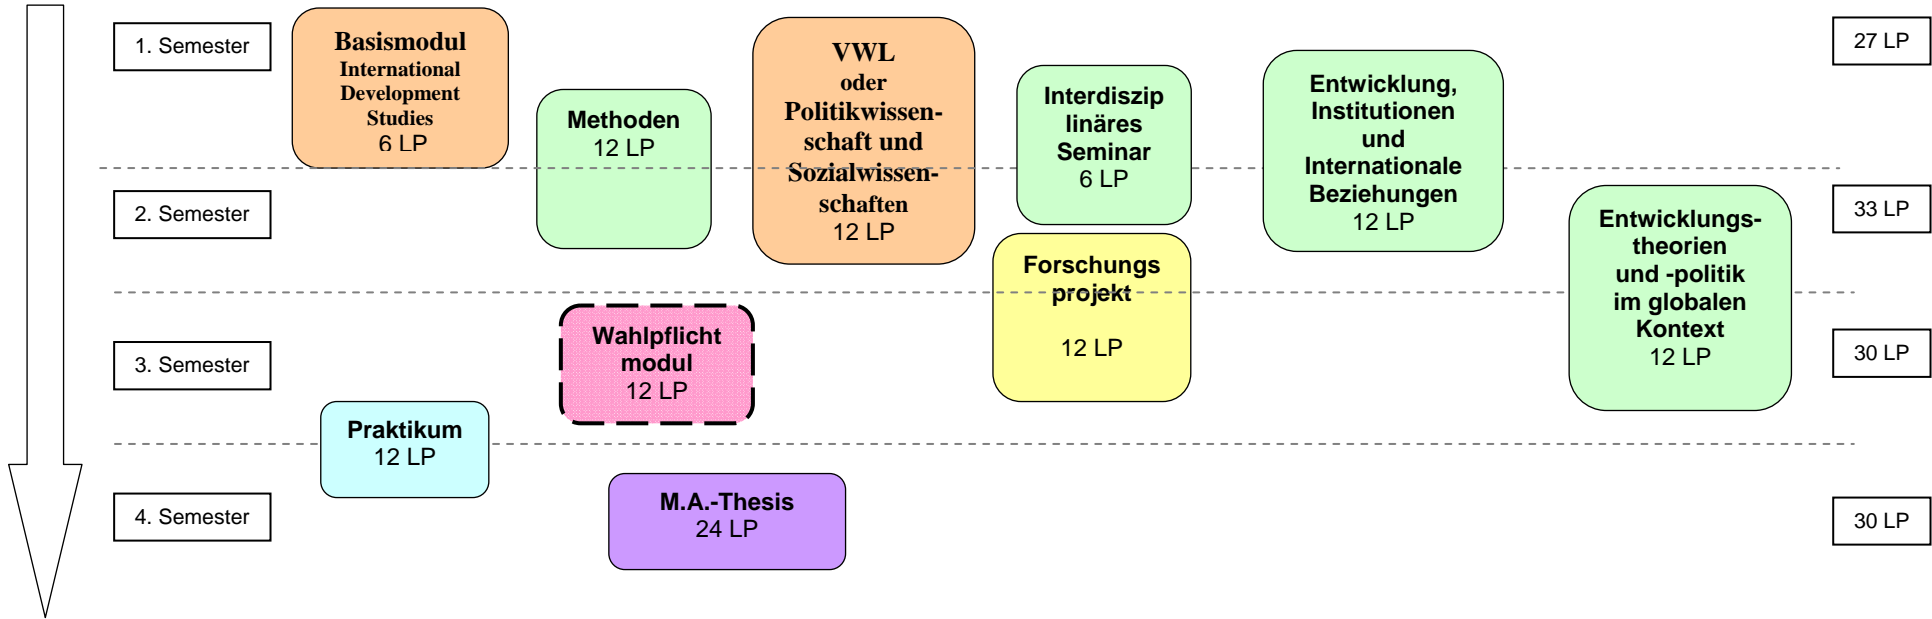 1. Semester
Basismodul
International
Development
Studies
6 LP
Methoden
12 LP
VWL
oder
Politikwissen-
schaft und
Sozialwissen-
schaften
12 LP
Interdiszip
linäres
Seminar
6 LP
Entwicklung,
Institutionen
und
Internationale
Beziehungen
12 LP
27 LP
2. Semester
Forschungs
projekt
12 LP
Entwicklungs-
theorien
und -politik
im globalen
Kontext
12 LP
33 LP
3. Semester
Wahlpflicht
modul
12 LP
30 LP
Praktikum
12 LP
4. Semester
M.A.-Thesis
24 LP
30 LP